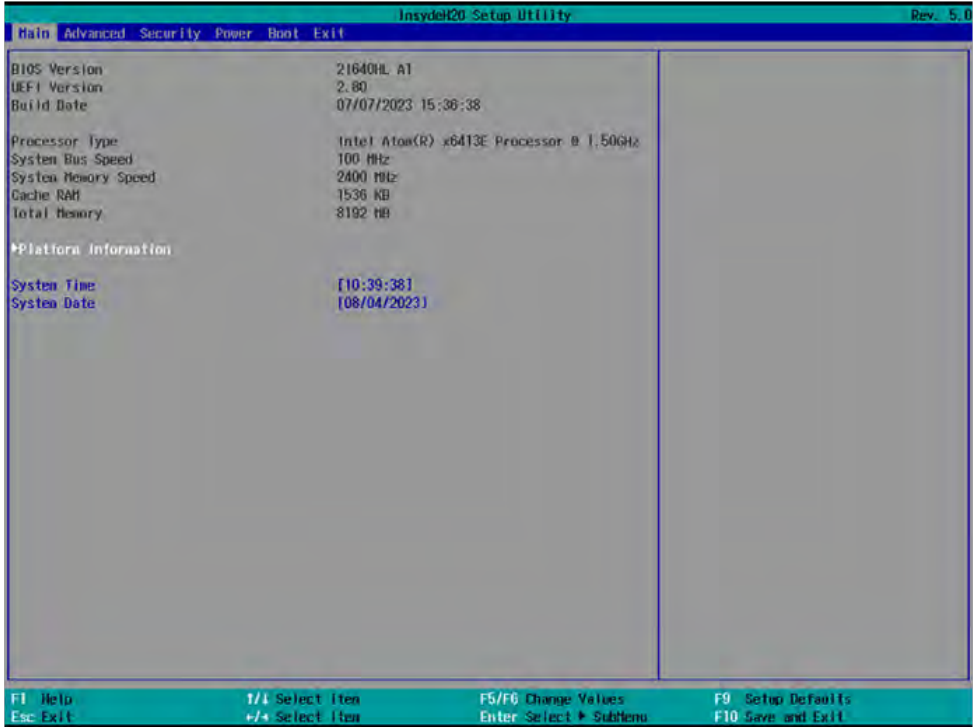 InsydeH20 Setup Utility Rev. 5.0
Main Advanced Security Power Boot Exit
BIOS Version 21640HL A1
UEFI Version 2.80
Build Date 07/07/2023 15:36:38
Processor Type Intel Atom(R) x6413E Processor @ 1.50GHz
System Bus Speed 100 MHz
System Memory Speed 2400 MHz
Cache RAM 1536 KB
Total Memory 8192 MB
▶Platform Information
System Time [10:39:38]
System Date [08/04/2023]
F1 Help ↑/↓ Select Item F5/F6 Change Values F9 Setup Defaults
Esc Exit ←/→ Select Item Enter Select ▶ SubMenu F10 Save and Exit